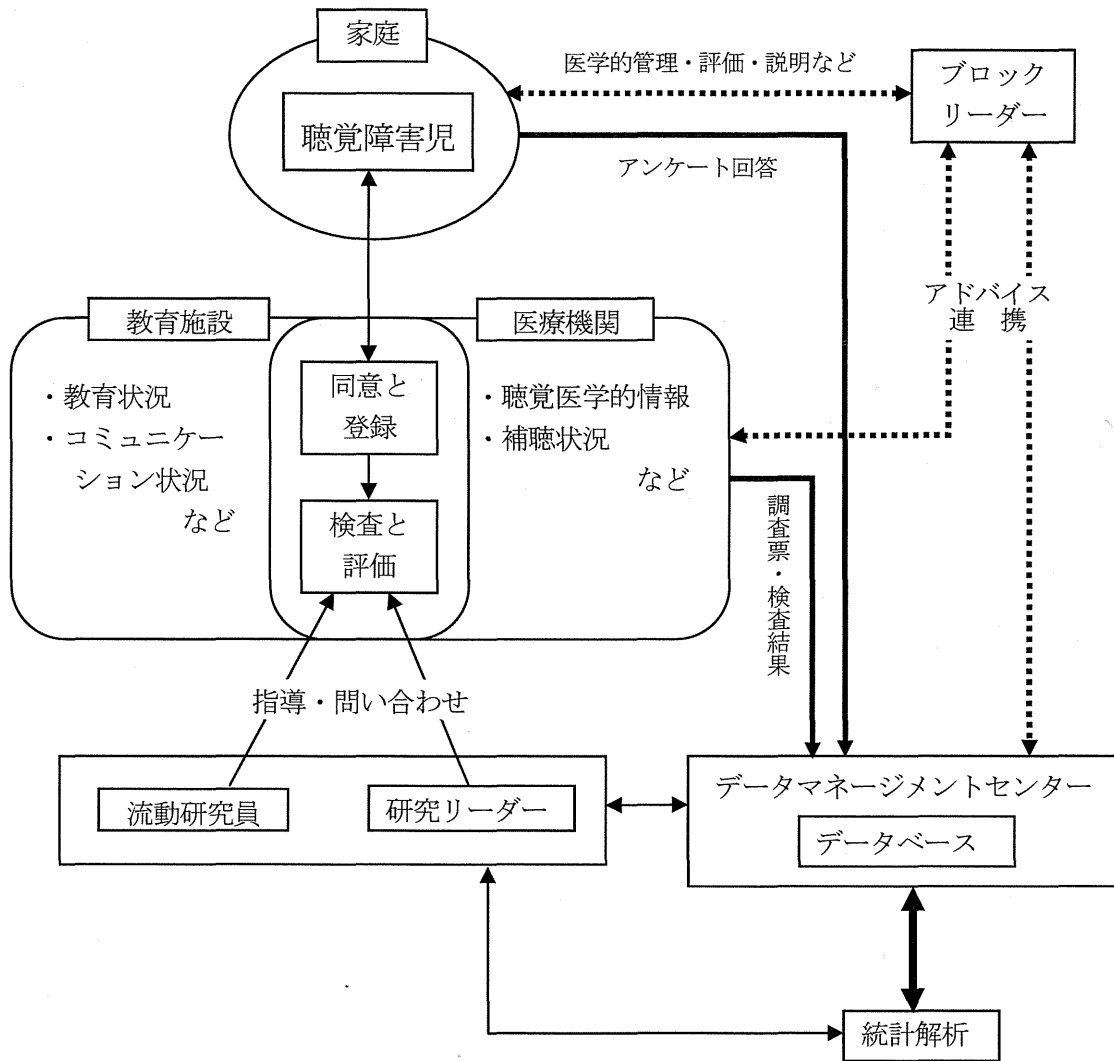 家庭
聴覚障害児
医学的管理・評価・説明など
ブロック
リーダー
アンケート回答
アドバイス
連 携
教育施設
医療機関
・教育状況
・コミュニケー
ション状況
など
同意と
登録
検査と
評価
・聴覚医学的情報
・補聴状況
など
調査票・検査結果
指導・問い合わせ
流動研究員
研究リーダー
データマネージメントセンター
データベース
統計解析